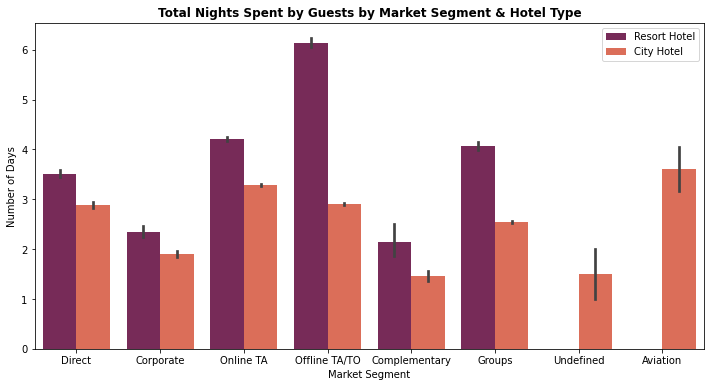 Total Nights Spent by Guests by Market Segment & Hotel Type
Resort Hotel
City Hotel
Number of Days
6
5
4
3
2
1
0
Direct Corporate Online TA Offline TA/TO Complementary Groups Undefined Aviation
Market Segment